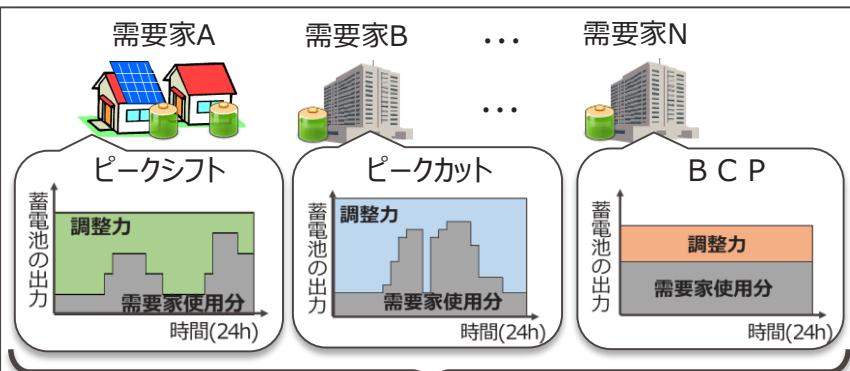 需要家A
需要家B
…
需要家N
…
ピークシフト
蓄電池の出力
調整力
需要家使用分
時間(24h)
ピークカット
蓄電池の出力
調整力
需要家使用分
時間(24h)
ＢＣＰ
蓄電池の出力
調整力
需要家使用分
時間(24h)